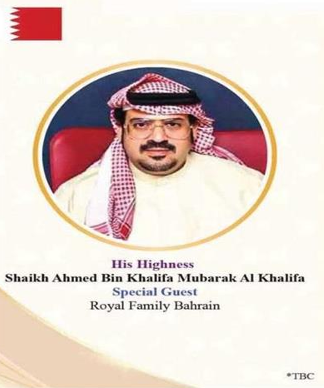 His Highness
Shaikh Ahmed Bin Khalifa Mubarak Al Khalifa
Special Guest
Royal Family Bahrain
*TBC